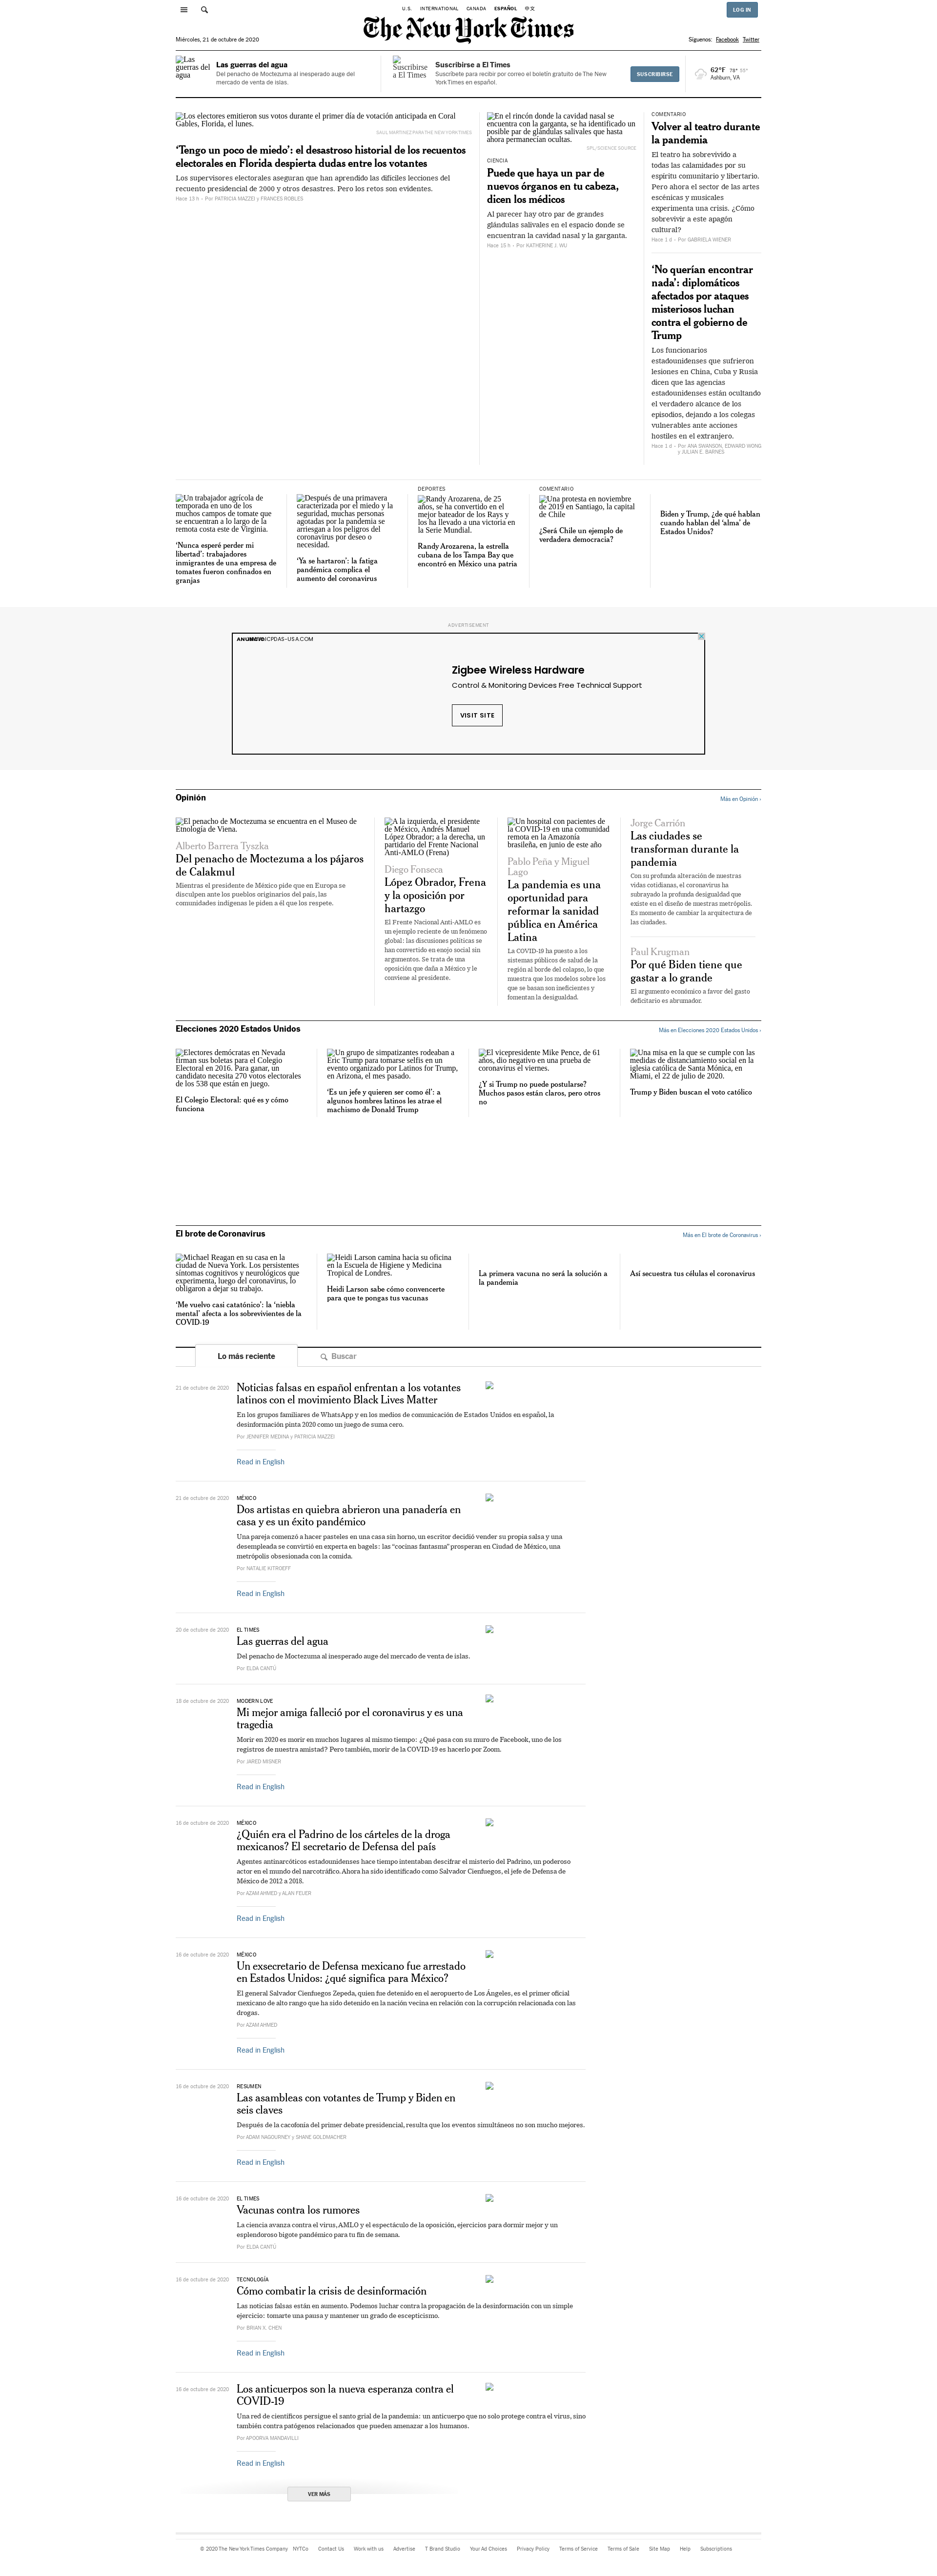 U.S. INTERNATIONAL CANADA ESPAÑOL 中文
LOG IN
The New York Times
Miércoles, 21 de octubre de 2020
Síguenos: Facebook Twitter
Las guerras del agua
Las guerras del agua
Del penacho de Moctezuma al inesperado auge del
mercado de venta de islas.
Suscribirse a El Times
Suscribirse a El Times
Suscríbete para recibir por correo el boletín gratuito de The New
York Times en español.
SUSCRIBIRSE
62°F 78° 55°
Ashburn, VA
Los electores emitieron sus votos durante el primer día de votación anticipada en Coral
Gables, Florida, el lunes.
SAUL MARTINEZ PARA THE NEW YORK TIMES
‘Tengo un poco de miedo’: el desastroso historial de los recuentos
electorales en Florida despierta dudas entre los votantes
Los supervisores electorales aseguran que han aprendido las difíciles lecciones del
recuento presidencial de 2000 y otros desastres. Pero los retos son evidentes.
Hace 13 h - Por PATRICIA MAZZEI y FRANCES ROBLES
En el rincón donde la cavidad nasal se
encuentra con la garganta, se ha identificado un
posible par de glándulas salivales que hasta
ahora permanecían ocultas.
SPL/SCIENCE SOURCE
CIENCIA
Puede que haya un par de
nuevos órganos en tu cabeza,
dicen los médicos
Al parecer hay otro par de grandes
glándulas salivales en el espacio donde se
encuentran la cavidad nasal y la garganta.
Hace 15 h - Por KATHERINE J. WU
COMENTARIO
Volver al teatro durante
la pandemia
El teatro ha sobrevivido a
todas las calamidades por su
espíritu comunitario y libertario.
Pero ahora el sector de las artes
escénicas y musicales
experimenta una crisis. ¿Cómo
sobrevivir a este apagón
cultural?
Hace 1 d - Por GABRIELA WIENER
‘No querían encontrar
nada’: diplomáticos
afectados por ataques
misteriosos luchan
contra el gobierno de
Trump
Los funcionarios
estadounidenses que sufrieron
lesiones en China, Cuba y Rusia
dicen que las agencias
estadounidenses están ocultando
el verdadero alcance de los
episodios, dejando a los colegas
vulnerables ante acciones
hostiles en el extranjero.
Hace 1 d - Por ANA SWANSON, EDWARD WONG
y JULIAN E. BARNES
Un trabajador agrícola de
temporada en uno de los
muchos campos de tomate que
se encuentran a lo largo de la
remota costa este de Virginia.
‘Nunca esperé perder mi
libertad’: trabajadores
inmigrantes de una empresa de
tomates fueron confinados en
granjas
Después de una primavera
caracterizada por el miedo y la
seguridad, muchas personas
agotadas por la pandemia se
arriesgan a los peligros del
coronavirus por deseo o
necesidad.
‘Ya se hartaron’: la fatiga
pandémica complica el
aumento del coronavirus
DEPORTES
Randy Arozarena, de 25
años, se ha convertido en el
mejor bateador de los Rays y
los ha llevado a una victoria en
la Serie Mundial.
Randy Arozarena, la estrella
cubana de los Tampa Bay que
encontró en México una patria
COMENTARIO
Una protesta en noviembre
de 2019 en Santiago, la capital
de Chile
¿Será Chile un ejemplo de
verdadera democracia?
Biden y Trump, ¿de qué hablan
cuando hablan del ‘alma’ de
Estados Unidos?
ADVERTISEMENT
ANUNCIO
ICPDAS-USA.COM
Zigbee Wireless Hardware
Control & Monitoring Devices Free Technical Support
VISIT SITE
Opinión
Más en Opinión ›
El penacho de Moctezuma se encuentra en el Museo de
Etnología de Viena.
Alberto Barrera Tyszka
Del penacho de Moctezuma a los pájaros
de Calakmul
Mientras el presidente de México pide que en Europa se
disculpen ante los pueblos originarios del país, las
comunidades indígenas le piden a él que los respete.
A la izquierda, el presidente
de México, Andrés Manuel
López Obrador; a la derecha, un
partidario del Frente Nacional
Anti-AMLO (Frena)
Diego Fonseca
López Obrador, Frena
y la oposición por
hartazgo
El Frente Nacional Anti-AMLO es
un ejemplo reciente de un fenómeno
global: las discusiones políticas se
han convertido en enojo social sin
argumentos. Se trata de una
oposición que daña a México y le
conviene al presidente.
Un hospital con pacientes de
la COVID-19 en una comunidad
remota en la Amazonía
brasileña, en junio de este año
Pablo Peña y Miguel
Lago
La pandemia es una
oportunidad para
reformar la sanidad
pública en América
Latina
La COVID-19 ha puesto a los
sistemas públicos de salud de la
región al borde del colapso, lo que
muestra que los modelos sobre los
que se basan son ineficientes y
fomentan la desigualdad.
Jorge Carrión
Las ciudades se
transforman durante la
pandemia
Con su profunda alteración de nuestras
vidas cotidianas, el coronavirus ha
subrayado la profunda desigualdad que
existe en el diseño de nuestras metrópolis.
Es momento de cambiar la arquitectura de
las ciudades.
Paul Krugman
Por qué Biden tiene que
gastar a lo grande
El argumento económico a favor del gasto
deficitario es abrumador.
Elecciones 2020 Estados Unidos
Más en Elecciones 2020 Estados Unidos ›
Electores demócratas en Nevada
firman sus boletas para el Colegio
Electoral en 2016. Para ganar, un
candidato necesita 270 votos electorales
de los 538 que están en juego.
El Colegio Electoral: qué es y cómo
funciona
Un grupo de simpatizantes rodeaban a
Eric Trump para tomarse selfis en un
evento organizado por Latinos for Trump,
en Arizona, el mes pasado.
‘Es un jefe y quieren ser como él’: a
algunos hombres latinos les atrae el
machismo de Donald Trump
El vicepresidente Mike Pence, de 61
años, dio negativo en una prueba de
coronavirus el viernes.
¿Y si Trump no puede postularse?
Muchos pasos están claros, pero otros
no
Una misa en la que se cumple con las
medidas de distanciamiento social en la
iglesia católica de Santa Mónica, en
Miami, el 22 de julio de 2020.
Trump y Biden buscan el voto católico
El brote de Coronavirus
Más en El brote de Coronavirus ›
Michael Reagan en su casa en la
ciudad de Nueva York. Los persistentes
síntomas cognitivos y neurológicos que
experimenta, luego del coronavirus, lo
obligaron a dejar su trabajo.
‘Me vuelvo casi catatónico’: la ‘niebla
mental’ afecta a los sobrevivientes de la
COVID-19
Heidi Larson camina hacia su oficina
en la Escuela de Higiene y Medicina
Tropical de Londres.
Heidi Larson sabe cómo convencerte
para que te pongas tus vacunas
La primera vacuna no será la solución a
la pandemia
Así secuestra tus células el coronavirus
Lo más reciente
Buscar
21 de octubre de 2020
Noticias falsas en español enfrentan a los votantes
latinos con el movimiento Black Lives Matter
En los grupos familiares de WhatsApp y en los medios de comunicación de Estados Unidos en español, la
desinformación pinta 2020 como un juego de suma cero.
Por JENNIFER MEDINA y PATRICIA MAZZEI
Read in English
21 de octubre de 2020
MÉXICO
Dos artistas en quiebra abrieron una panadería en
casa y es un éxito pandémico
Una pareja comenzó a hacer pasteles en una casa sin horno, un escritor decidió vender su propia salsa y una
desempleada se convirtió en experta en bagels: las “cocinas fantasma” prosperan en Ciudad de México, una
metrópolis obsesionada con la comida.
Por NATALIE KITROEFF
Read in English
20 de octubre de 2020
EL TIMES
Las guerras del agua
Del penacho de Moctezuma al inesperado auge del mercado de venta de islas.
Por ELDA CANTÚ
18 de octubre de 2020
MODERN LOVE
Mi mejor amiga falleció por el coronavirus y es una
tragedia
Morir en 2020 es morir en muchos lugares al mismo tiempo: ¿Qué pasa con su muro de Facebook, uno de los
registros de nuestra amistad? Pero también, morir de la COVID-19 es hacerlo por Zoom.
Por JARED MISNER
Read in English
16 de octubre de 2020
MÉXICO
¿Quién era el Padrino de los cárteles de la droga
mexicanos? El secretario de Defensa del país
Agentes antinarcóticos estadounidenses hace tiempo intentaban descifrar el misterio del Padrino, un poderoso
actor en el mundo del narcotráfico. Ahora ha sido identificado como Salvador Cienfuegos, el jefe de Defensa de
México de 2012 a 2018.
Por AZAM AHMED y ALAN FEUER
Read in English
16 de octubre de 2020
MÉXICO
Un exsecretario de Defensa mexicano fue arrestado
en Estados Unidos: ¿qué significa para México?
El general Salvador Cienfuegos Zepeda, quien fue detenido en el aeropuerto de Los Ángeles, es el primer oficial
mexicano de alto rango que ha sido detenido en la nación vecina en relación con la corrupción relacionada con las
drogas.
Por AZAM AHMED
Read in English
16 de octubre de 2020
RESUMEN
Las asambleas con votantes de Trump y Biden en
seis claves
Después de la cacofonía del primer debate presidencial, resulta que los eventos simultáneos no son mucho mejores.
Por ADAM NAGOURNEY y SHANE GOLDMACHER
Read in English
16 de octubre de 2020
EL TIMES
Vacunas contra los rumores
La ciencia avanza contra el virus, AMLO y el espectáculo de la oposición, ejercicios para dormir mejor y un
esplendoroso bigote pandémico para tu fin de semana.
Por ELDA CANTÚ
16 de octubre de 2020
TECNOLOGÍA
Cómo combatir la crisis de desinformación
Las noticias falsas están en aumento. Podemos luchar contra la propagación de la desinformación con un simple
ejercicio: tomarte una pausa y mantener un grado de escepticismo.
Por BRIAN X. CHEN
Read in English
16 de octubre de 2020
Los anticuerpos son la nueva esperanza contra el
COVID-19
Una red de científicos persigue el santo grial de la pandemia: un anticuerpo que no solo protege contra el virus, sino
también contra patógenos relacionados que pueden amenazar a los humanos.
Por APOORVA MANDAVILLI
Read in English
VER MÁS
© 2020 The New York Times Company NYTCo Contact Us Work with us Advertise T Brand Studio Your Ad Choices Privacy Policy Terms of Service Terms of Sale Site Map Help Subscriptions